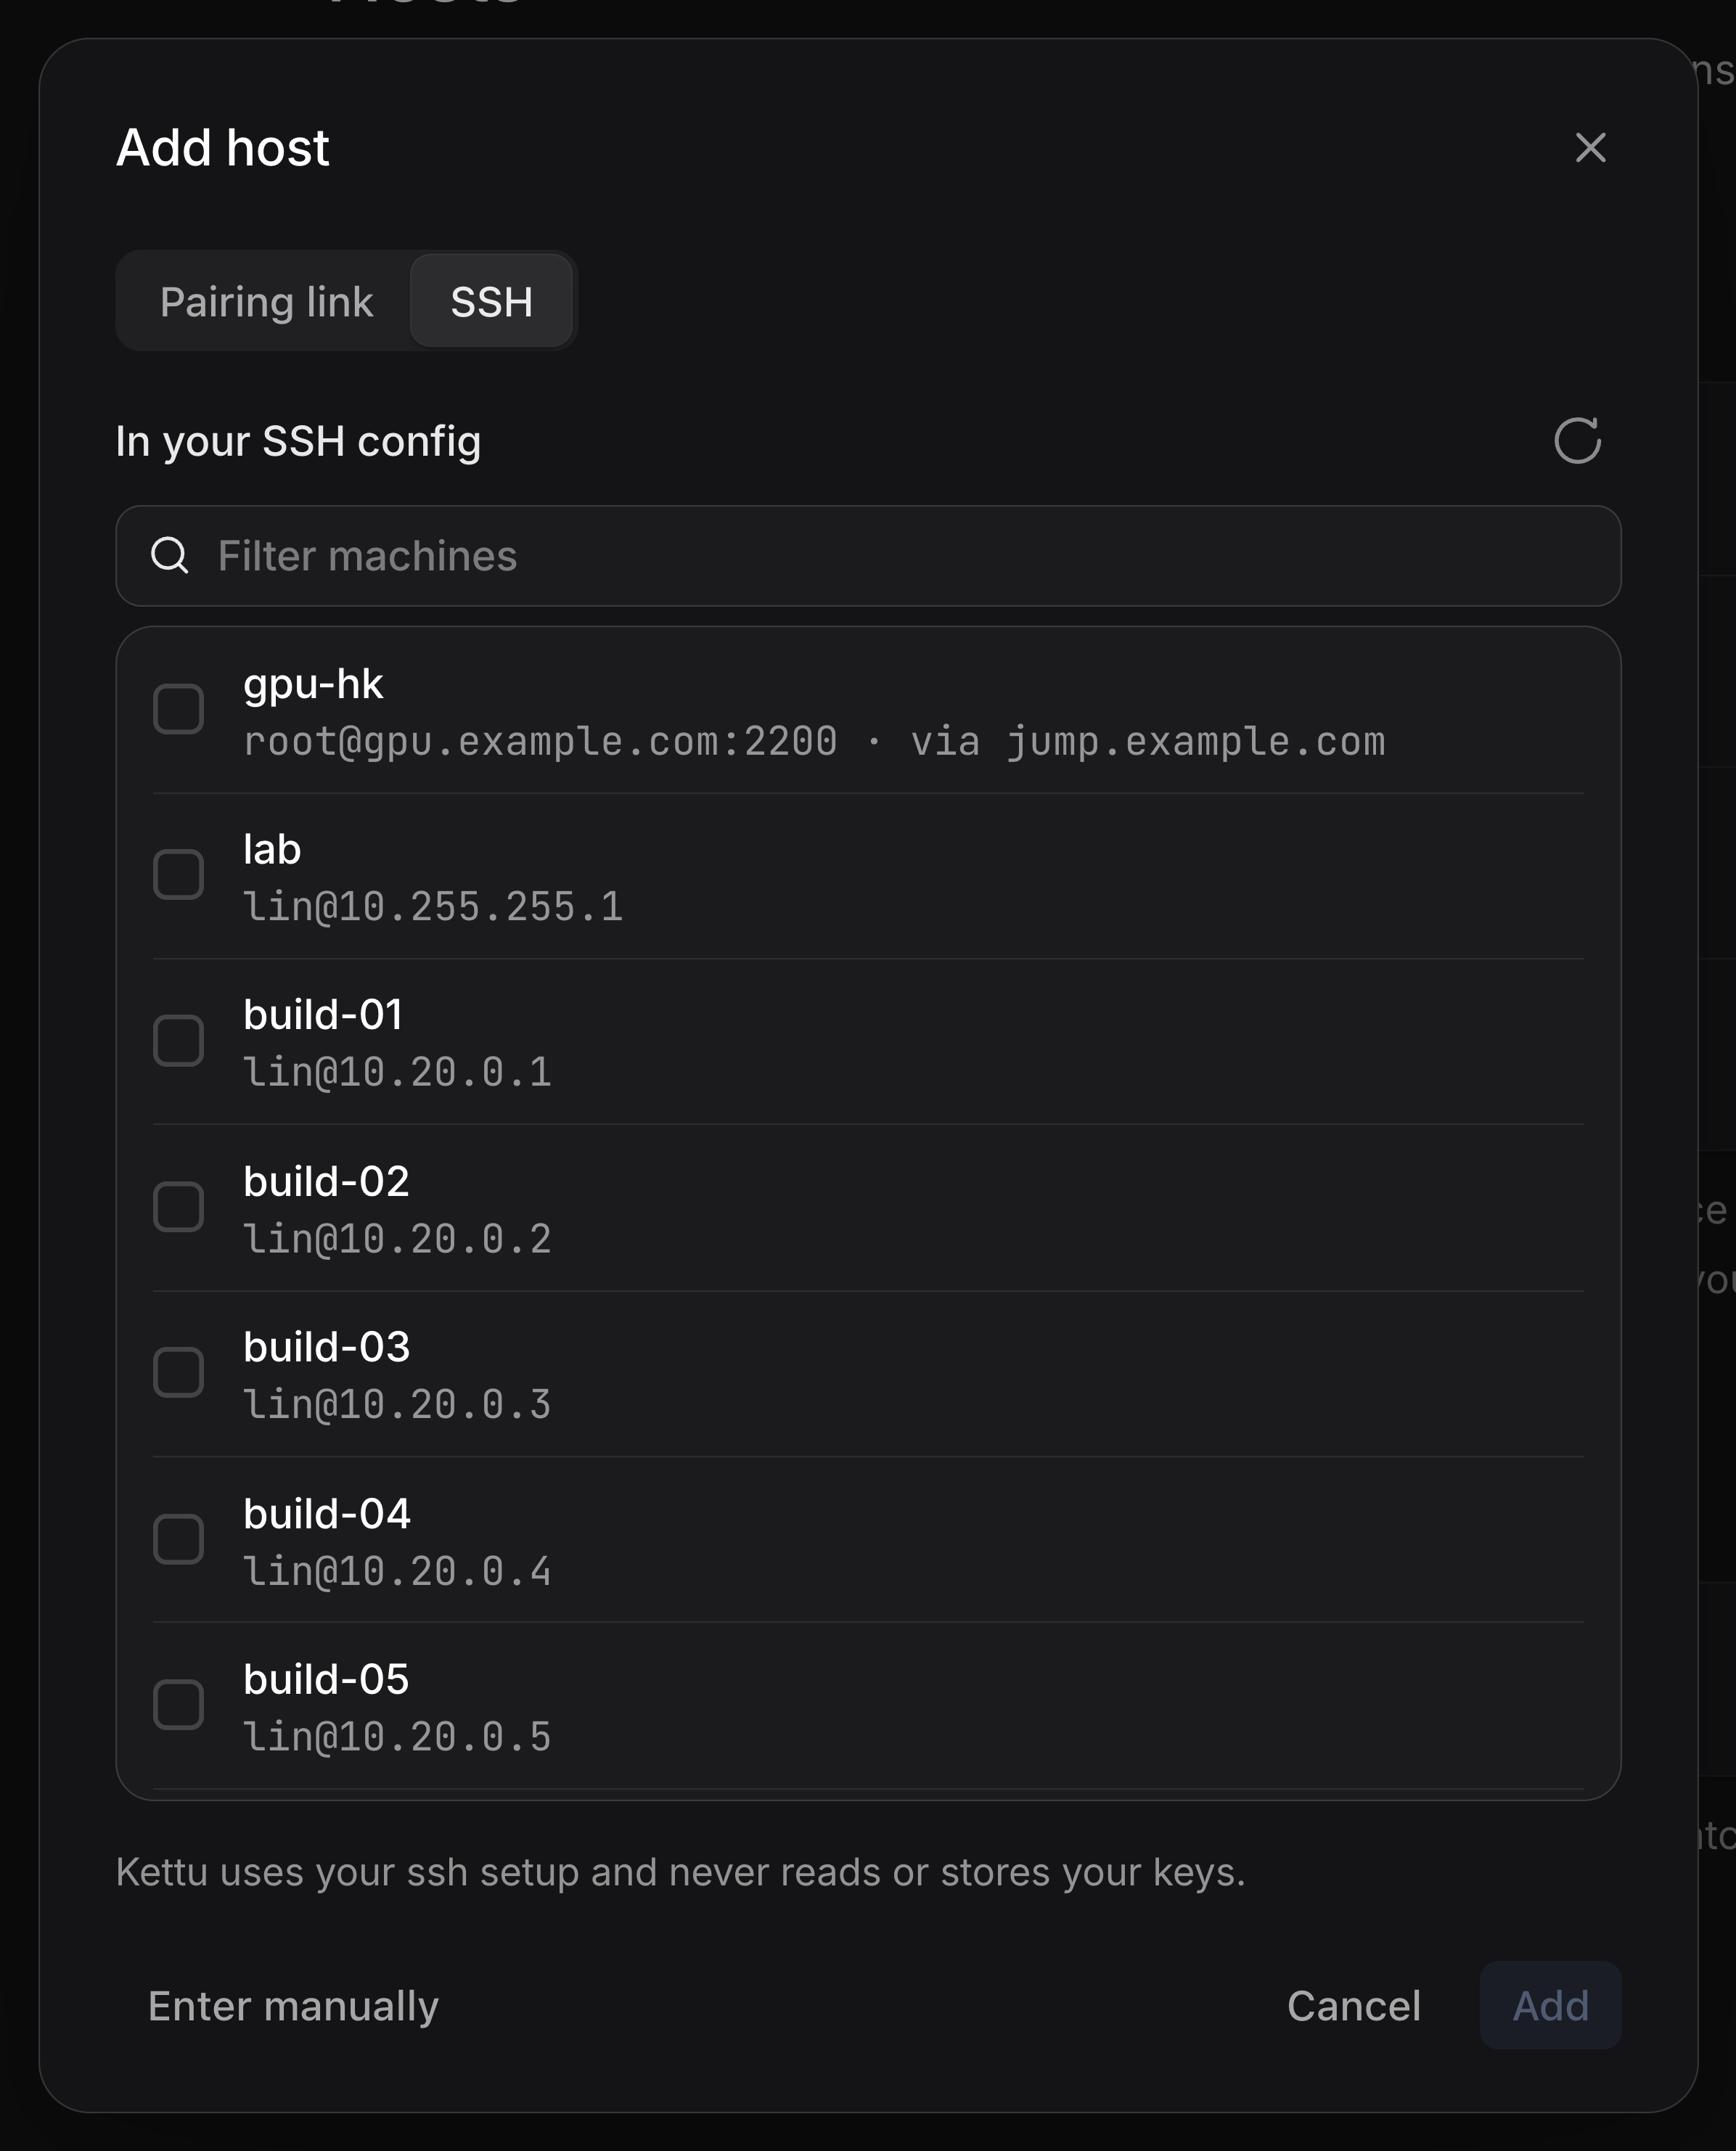 Add host
Pairing link
SSH
In your SSH config
Filter machines
gpu-hk
root@gpu.example.com:2200 · via jump.example.com
lab
lin@10.255.255.1
build-01
lin@10.20.0.1
build-02
lin@10.20.0.2
build-03
lin@10.20.0.3
build-04
lin@10.20.0.4
build-05
lin@10.20.0.5
Kettu uses your ssh setup and never reads or stores your keys.
Enter manually
Cancel
Add